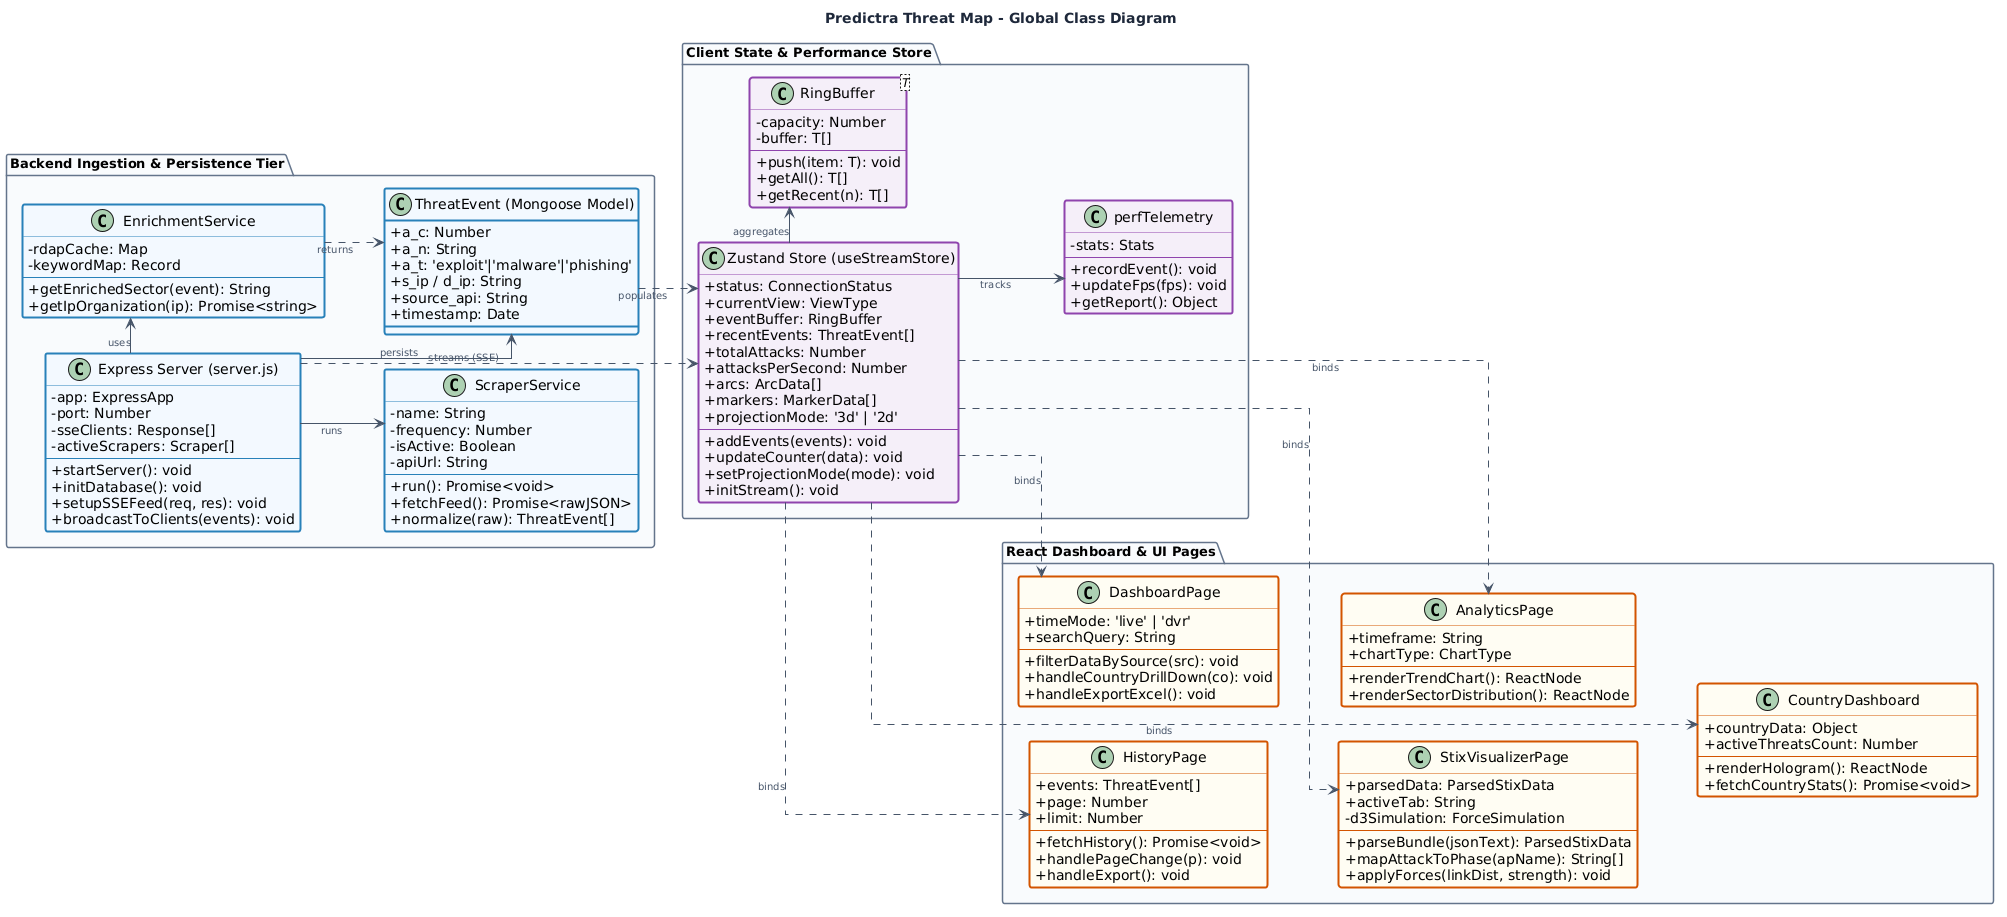 Predictra Threat Map - Global Class Diagram
Backend Ingestion & Persistence Tier
C EnrichmentService
-rdapCache: Map
-keywordMap: Record
+getEnrichedSector(event): String
+getIpOrganization(ip): Promise<string>
returns
C ThreatEvent (Mongoose Model)
+a_c: Number
+a_n: String
+a_t: 'exploit'|'malware'|'phishing'
+s_ip / d_ip: String
+source_api: String
+timestamp: Date
populates
uses
persists
streams (SSE)
C Express Server (server.js)
-app: ExpressApp
-port: Number
-sseClients: Response[]
-activeScrapers: Scraper[]
+startServer(): void
+initDatabase(): void
+setupSSEFeed(req, res): void
+broadcastToClients(events): void
runs
C ScraperService
-name: String
-frequency: Number
-isActive: Boolean
-apiUrl: String
+run(): Promise<void>
+fetchFeed(): Promise<rawJSON>
+normalize(raw): ThreatEvent[]
Client State & Performance Store
C RingBuffer
T
-capacity: Number
-buffer: T[]
+push(item: T): void
+getAll(): T[]
+getRecent(n): T[]
aggregates
C Zustand Store (useStreamStore)
+status: ConnectionStatus
+currentView: ViewType
+eventBuffer: RingBuffer
+recentEvents: ThreatEvent[]
+totalAttacks: Number
+attacksPerSecond: Number
+arcs: ArcData[]
+markers: MarkerData[]
+projectionMode: '3d' | '2d'
+addEvents(events): void
+updateCounter(data): void
+setProjectionMode(mode): void
+initStream(): void
tracks
C perfTelemetry
-stats: Stats
+recordEvent(): void
+updateFps(fps): void
+getReport(): Object
binds
binds
binds
binds
binds
React Dashboard & UI Pages
C DashboardPage
+timeMode: 'live' | 'dvr'
+searchQuery: String
+filterDataBySource(src): void
+handleCountryDrillDown(co): void
+handleExportExcel(): void
C AnalyticsPage
+timeframe: String
+chartType: ChartType
+renderTrendChart(): ReactNode
+renderSectorDistribution(): ReactNode
C CountryDashboard
+countryData: Object
+activeThreatsCount: Number
+renderHologram(): ReactNode
+fetchCountryStats(): Promise<void>
C HistoryPage
+events: ThreatEvent[]
+page: Number
+limit: Number
+fetchHistory(): Promise<void>
+handlePageChange(p): void
+handleExport(): void
C StixVisualizerPage
+parsedData: ParsedStixData
+activeTab: String
-d3Simulation: ForceSimulation
+parseBundle(jsonText): ParsedStixData
+mapAttackToPhase(apName): String[]
+applyForces(linkDist, strength): void